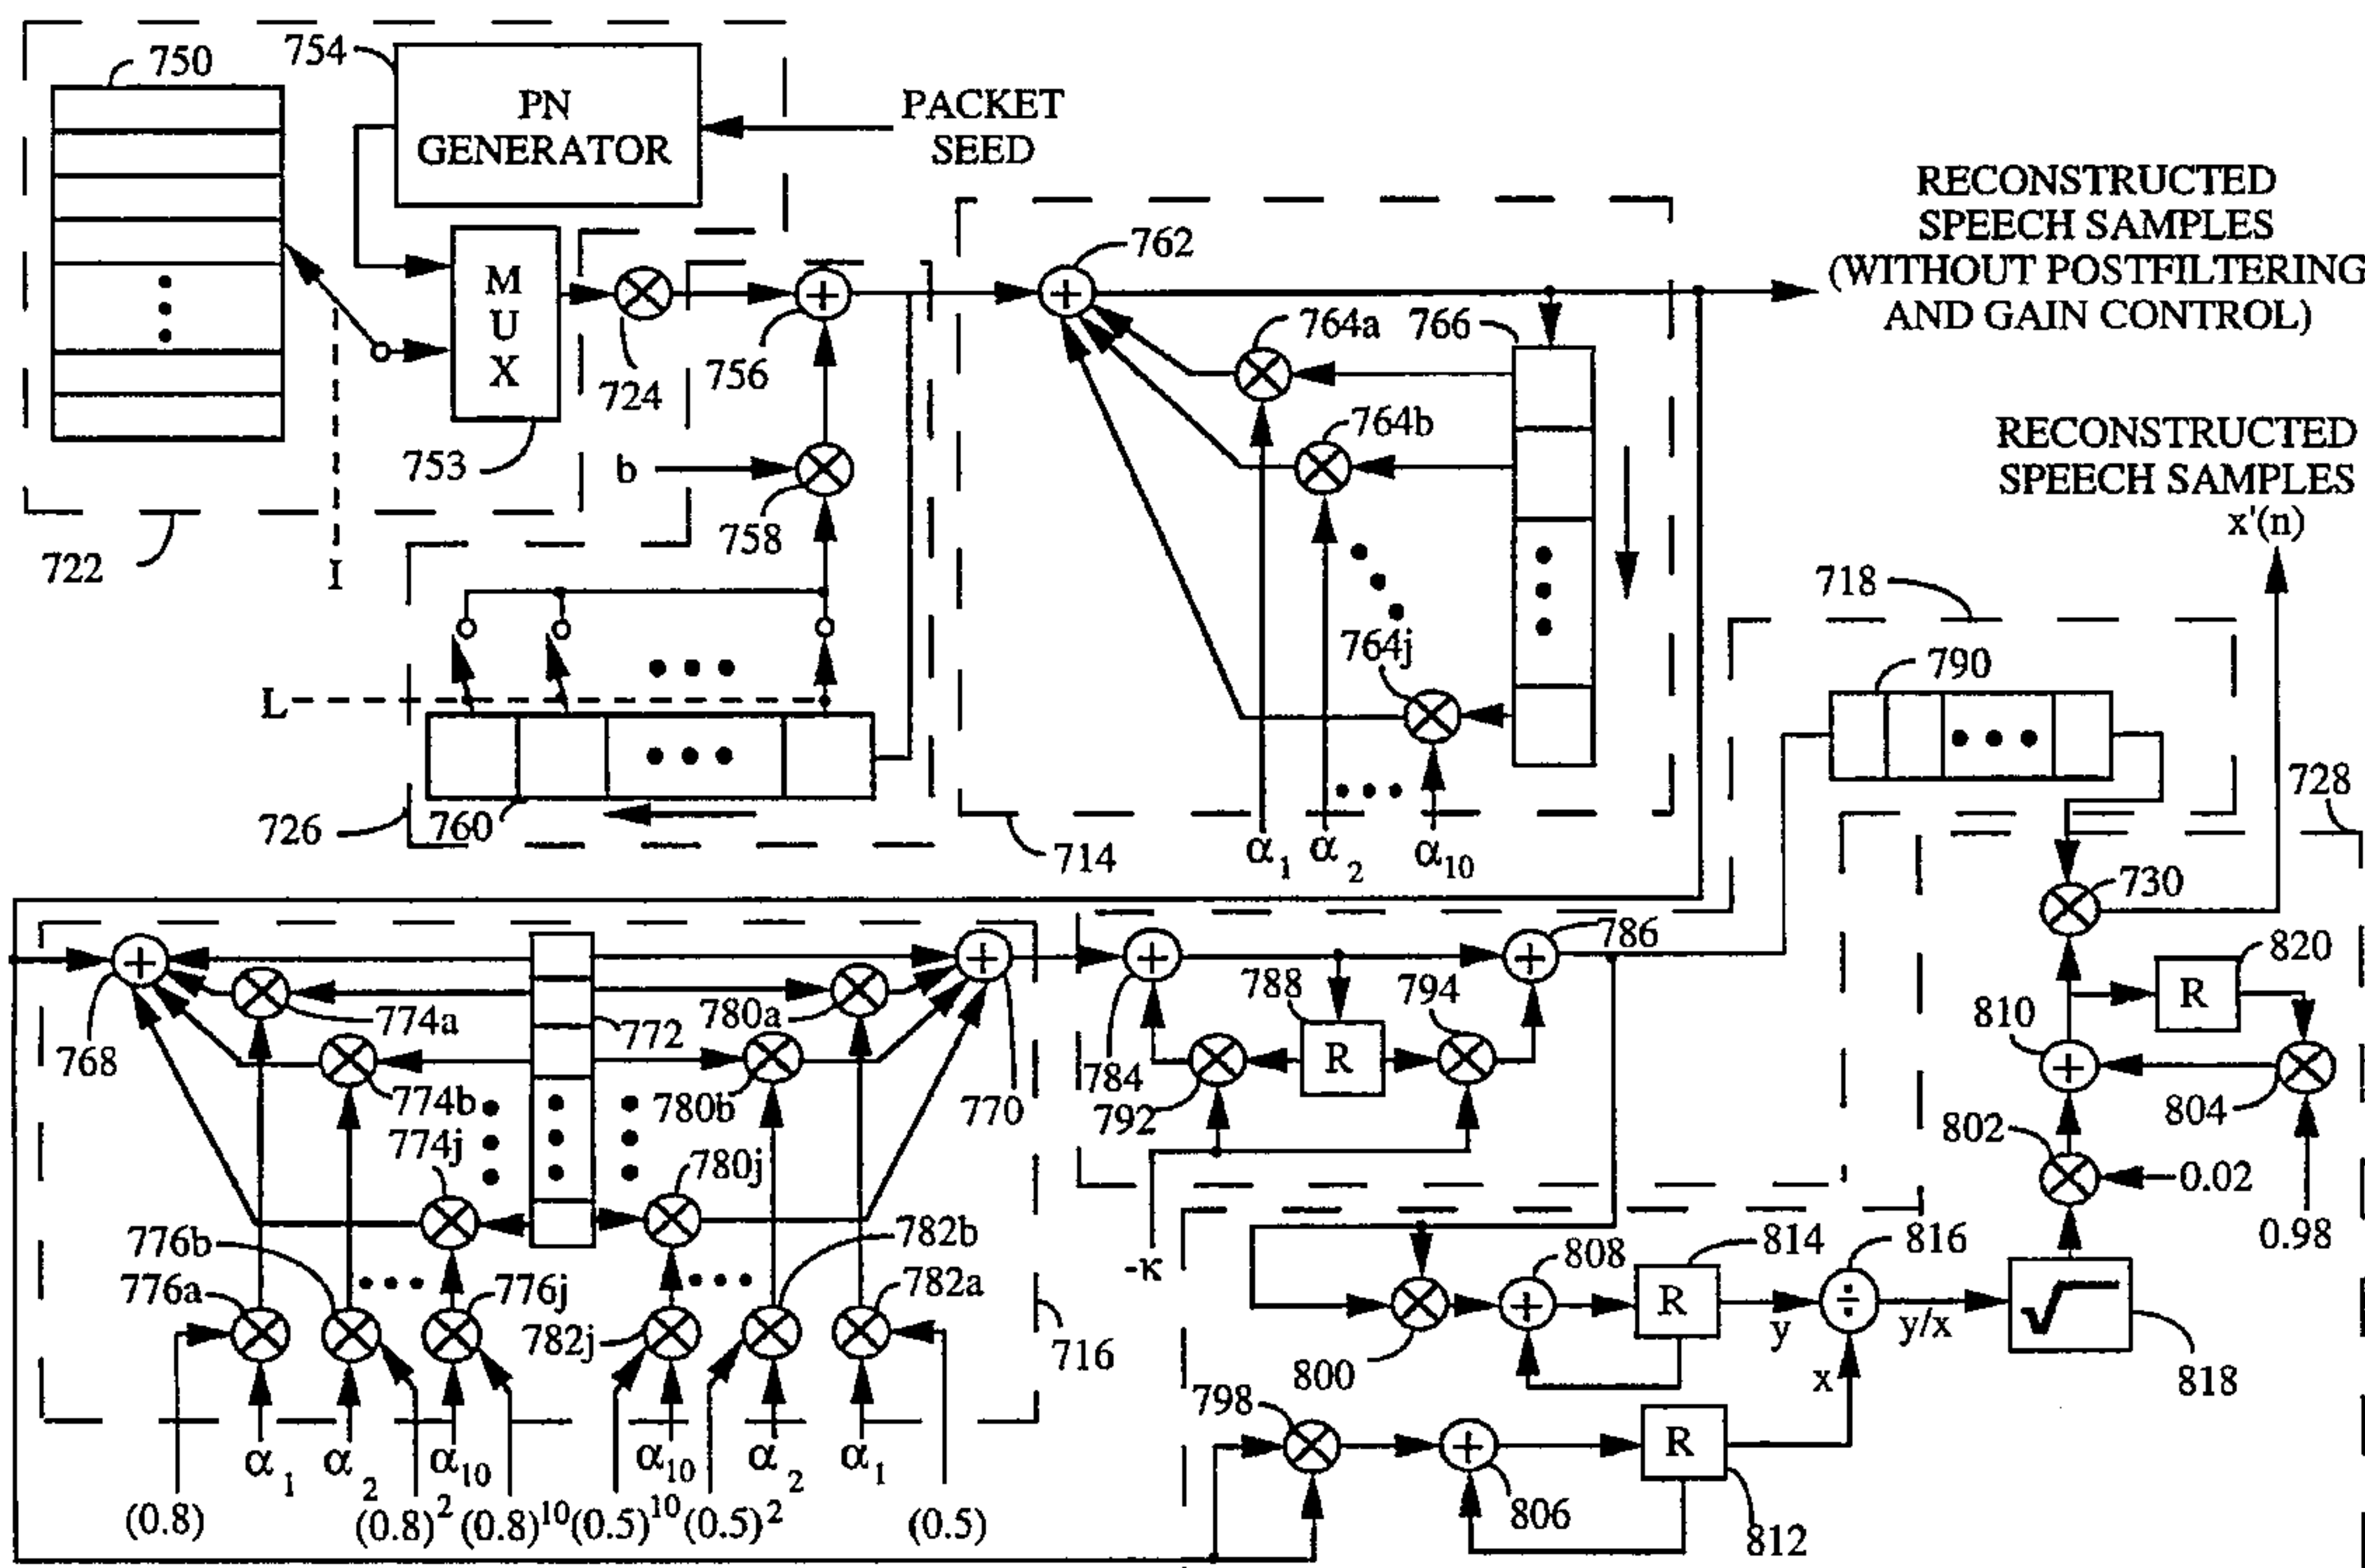 750
754
PN
GENERATOR
PACKET
SEED
M
U
X
753
724
756
b
758
722
I
L
726
760
762
764a
766
764b
764j
714
α1
α2
α10
RECONSTRUCTED
SPEECH SAMPLES
(WITHOUT POSTFILTERING
AND GAIN CONTROL)
RECONSTRUCTED
SPEECH SAMPLES
x'(n)
718
790
728
730
820
R
810
804
802
0.02
0.98
768
774a
774b
774j
772
780a
780b
780j
770
776b
776a
776j
782j
782b
782a
716
α1
α2
α10
α10
α2
α1
(0.8)
(0.8)2
(0.8)10
(0.5)10
(0.5)2
(0.5)
784
792
788
R
794
786
-κ
800
808
R
814
y
816
y/x
x
√
818
798
806
R
812